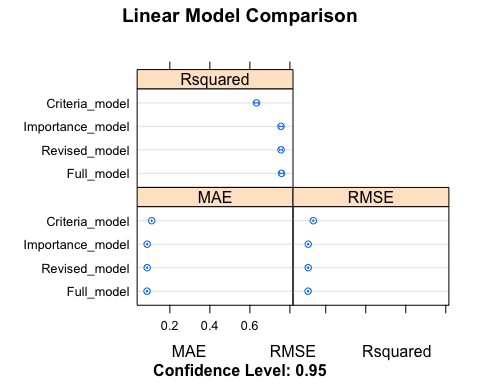 Linear Model Comparison
Rsquared
Criteria_model
Importance_model
Revised_model
Full_model
MAE RMSE
Criteria_model
Importance_model
Revised_model
Full_model
0.2 0.4 0.6
MAE RMSE Rsquared
Confidence Level: 0.95